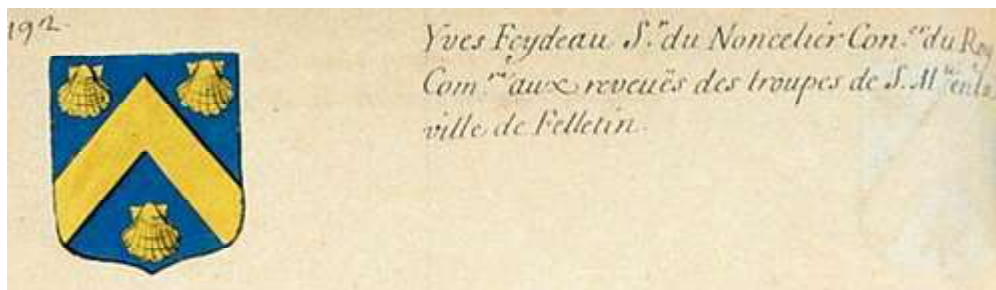 192.
Yves Feydeau S.r du Noncelier Con.er du Roy
Com.re aux reveuës des troupes de S. M.té en la
ville de Felletin.